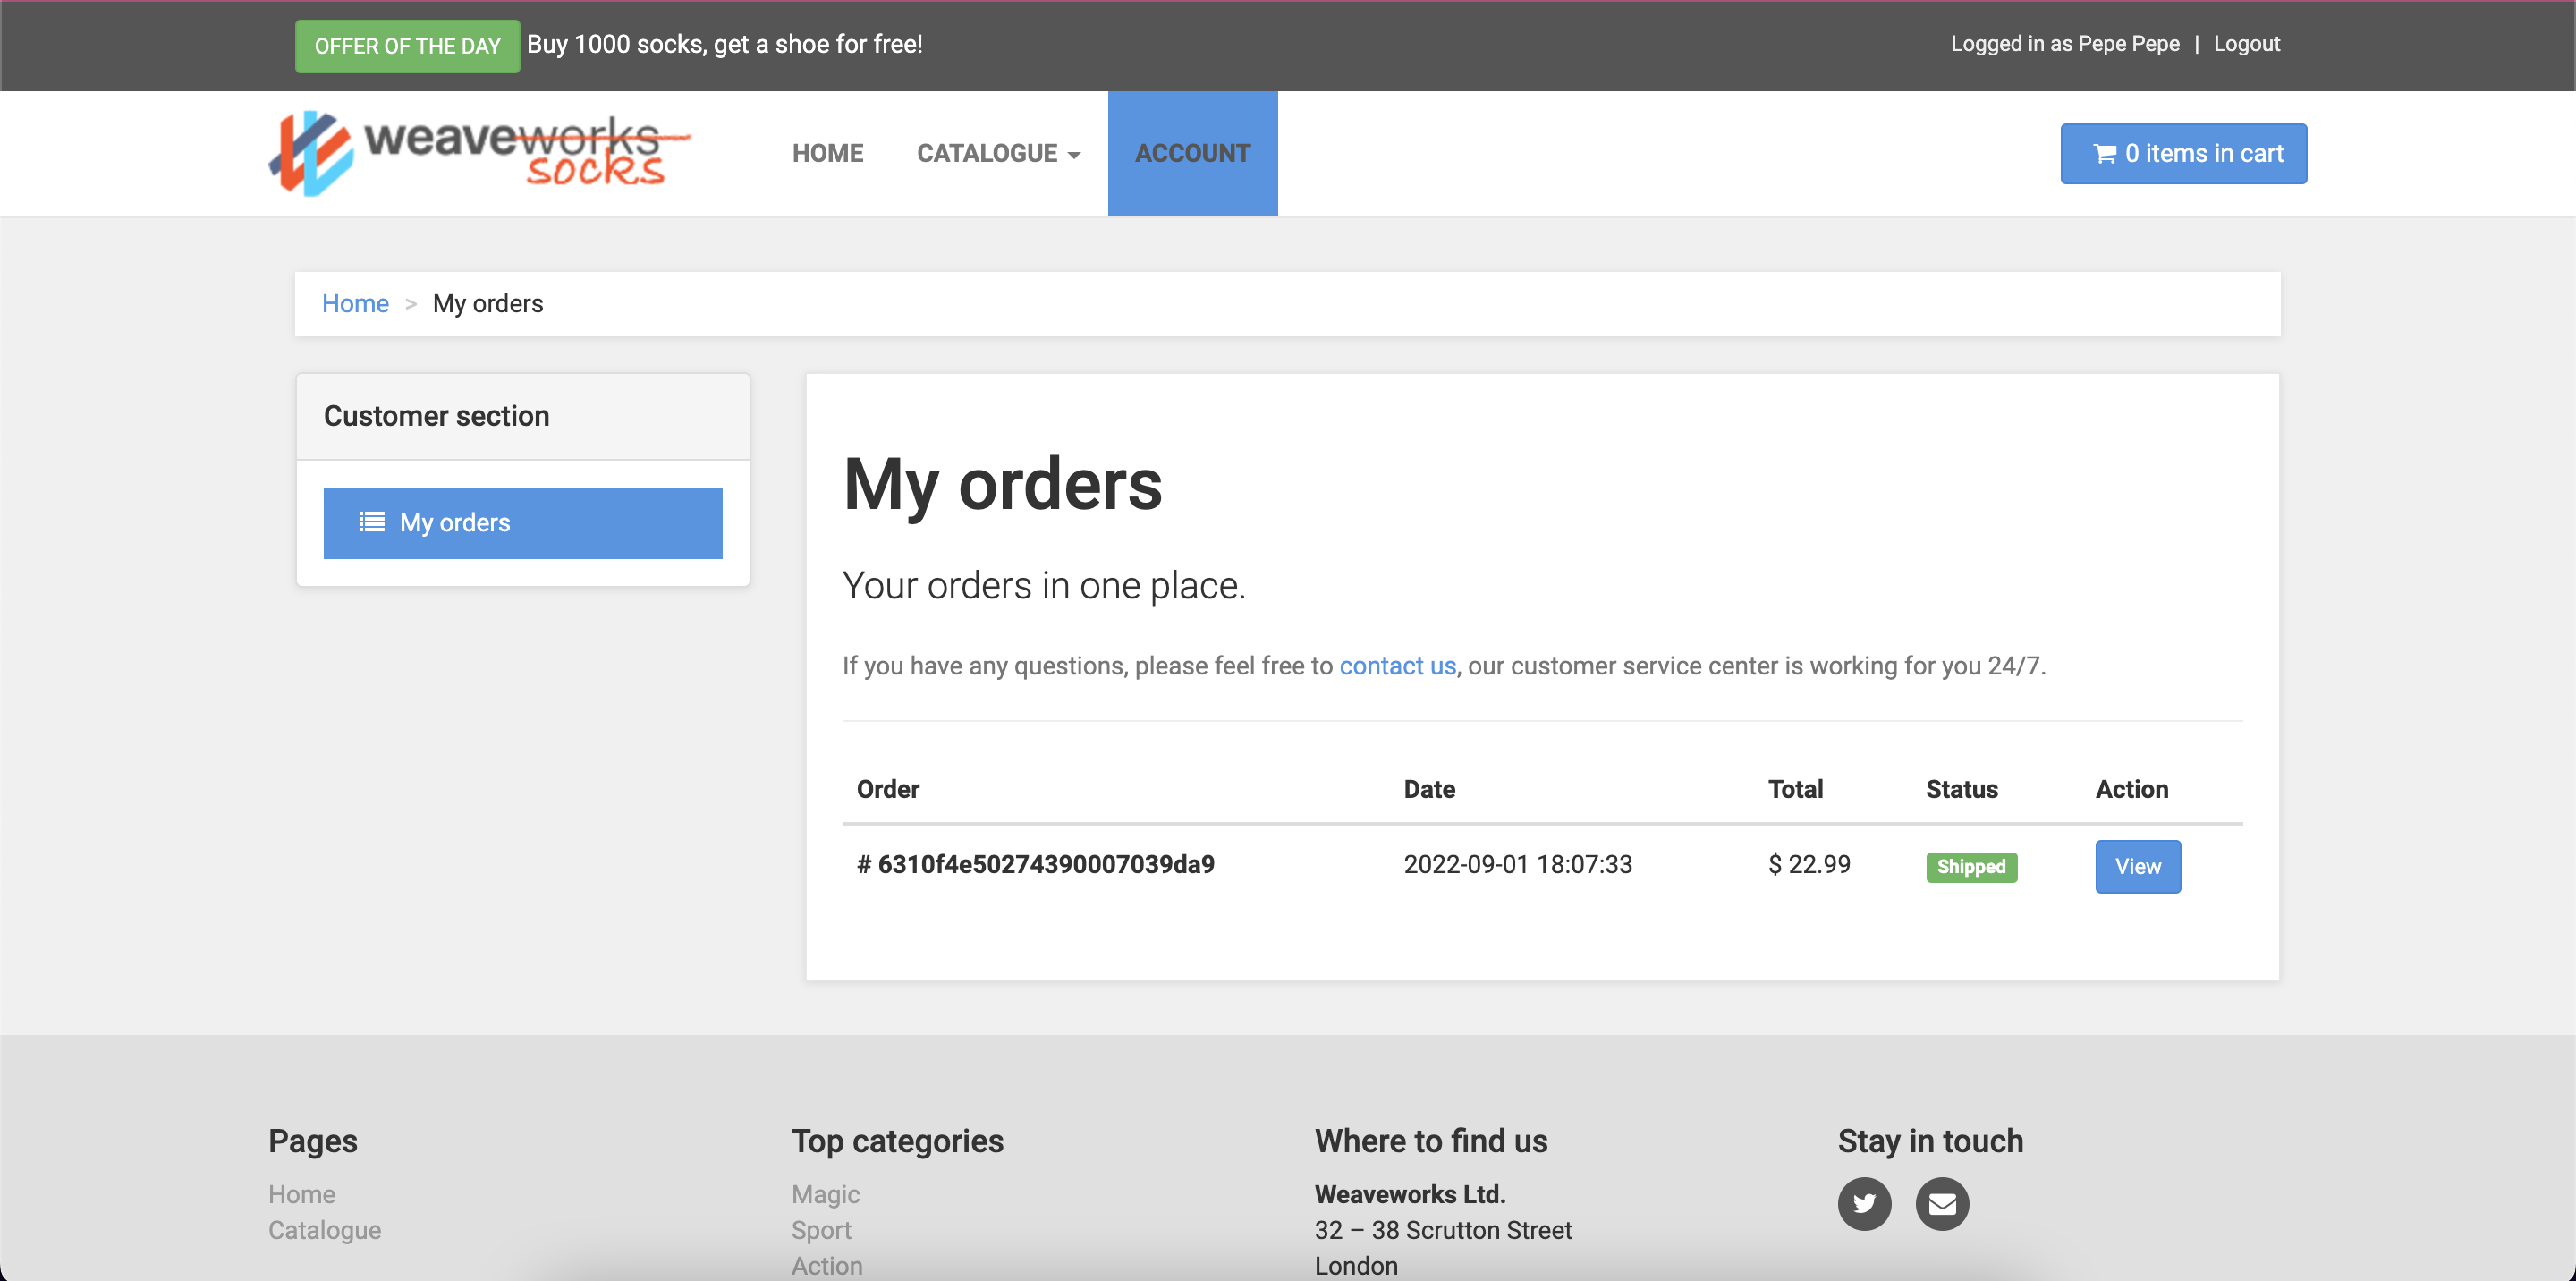 OFFER OF THE DAY Buy 1000 socks, get a shoe for free!
Logged in as Pepe Pepe | Logout
weaveworks
socks
HOME CATALOGUE ACCOUNT
0 items in cart
Home > My orders
Customer section
My orders
My orders
Your orders in one place.
If you have any questions, please feel free to contact us, our customer service center is working for you 24/7.
Order Date Total Status Action
# 6310f4e50274390007039da9 2022-09-01 18:07:33 $ 22.99 Shipped View
Pages
Home
Catalogue
Top categories
Magic
Sport
Action
Where to find us
Weaveworks Ltd.
32 – 38 Scrutton Street
London
Stay in touch